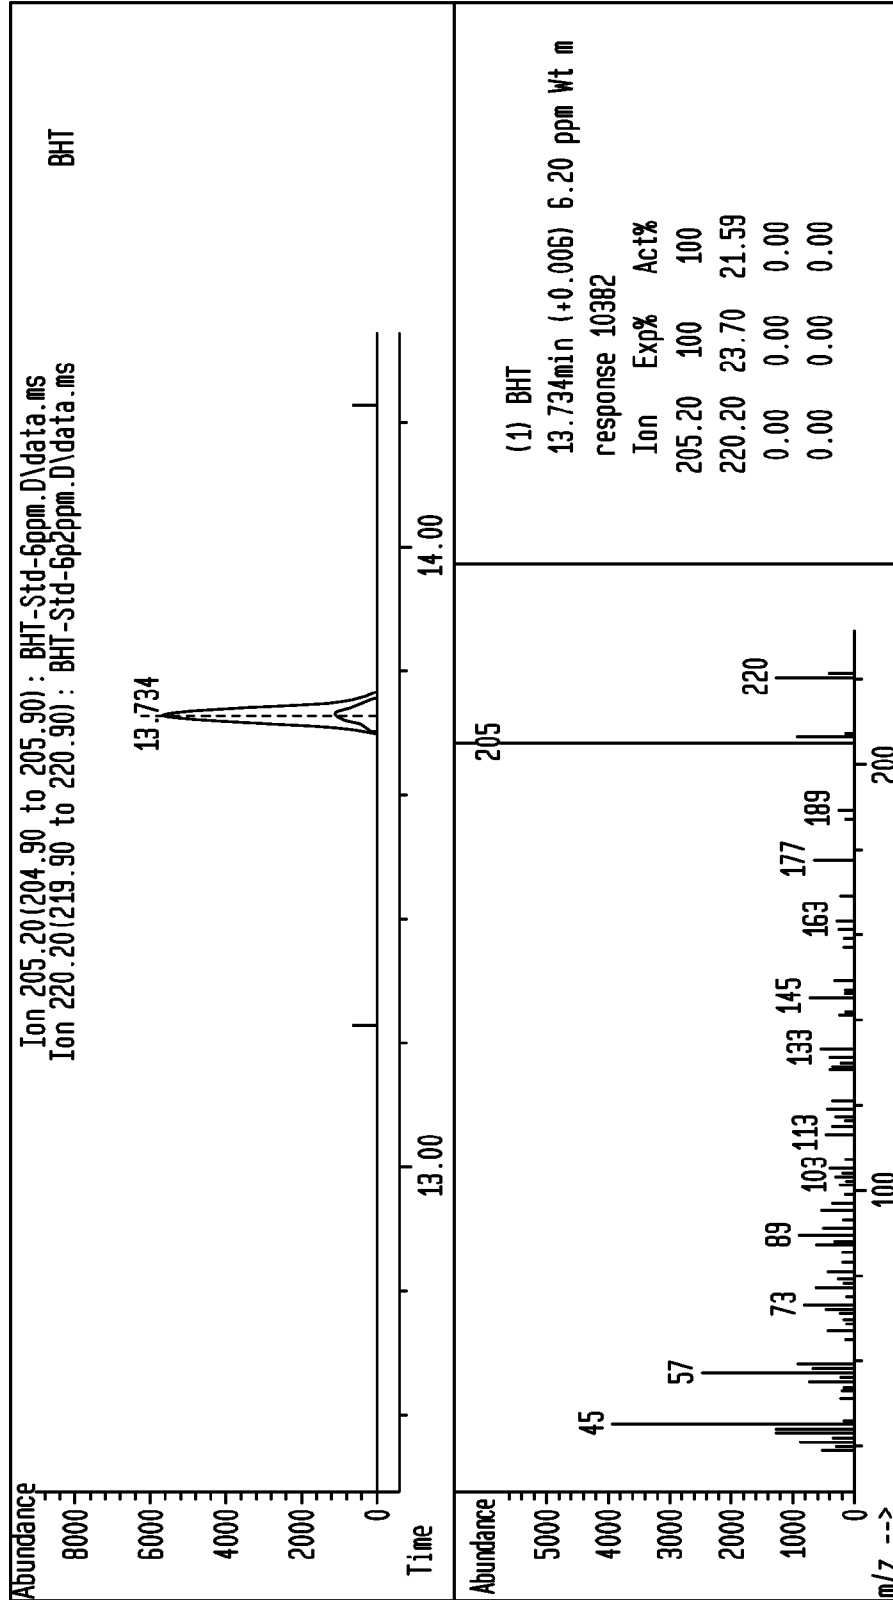 Abundance
Ion 205.20(204.90 to 205.90): BHT-Std-6ppm.D\data.ms
Ion 220.20(219.90 to 220.90): BHT-Std-6p2ppm.D\data.ms
BHT
8000
6000
4000
2000
0
13.734
Time
13.00
14.00
Abundance
5000
4000
3000
2000
1000
0
45
57
73
89
103
113
133
145
163
177
189
205
220
m/z -->
100
200
(1) BHT
13.734min (+0.006) 6.20 ppm Wt m
response 10382
Ion Exp% Act%
205.20 100 100
220.20 23.70 21.59
0.00 0.00 0.00
0.00 0.00 0.00